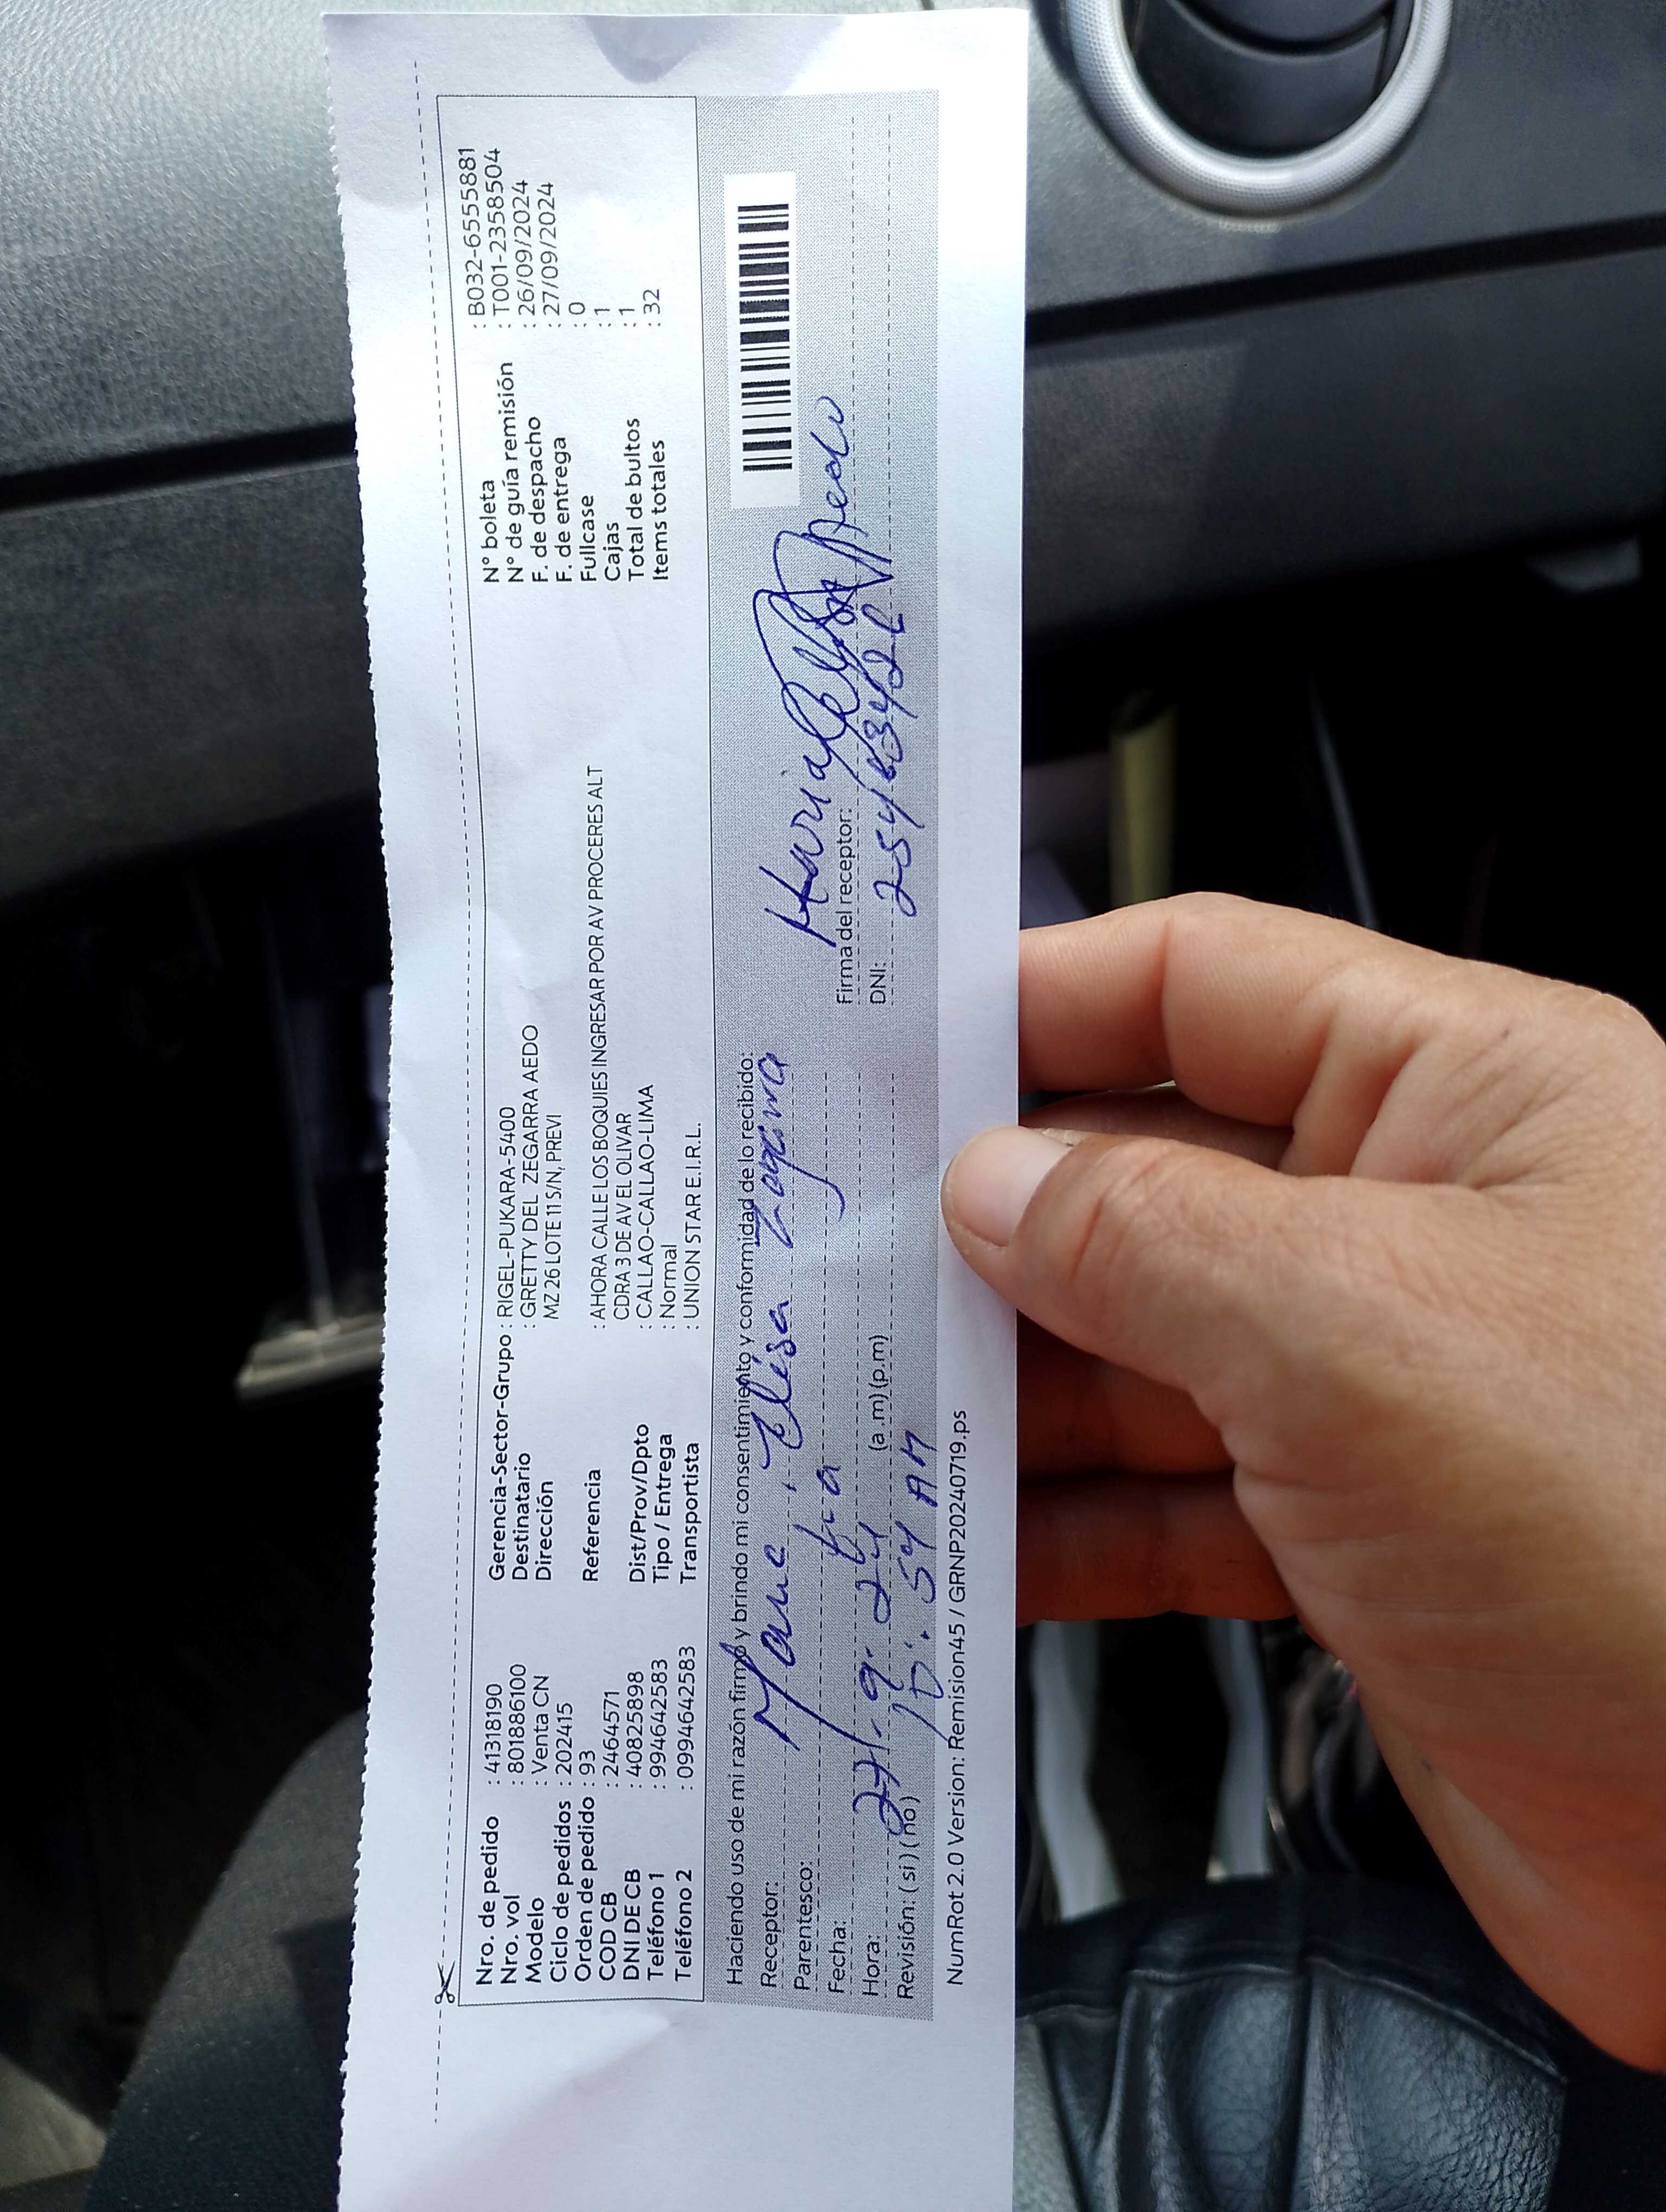 Nro. de pedido : 41318190
Nro. vol : 801886100
Modelo : Venta CN
Ciclo de pedidos : 202415
Orden de pedido : 93
COD CB : 2464571
DNI DE CB : 40825898
Teléfono 1 : 994642583
Teléfono 2 : 0994642583
Gerencia-Sector-Grupo : RIGEL-PUKARA-5400
Destinatario : GRETTY DEL ZEGARRA AEDO
Dirección MZ 26 LOTE 11 S/N, PREVI
Referencia : AHORA CALLE LOS BOQUIES INGRESAR POR AV PROCERES ALT
CDRA 3 DE AV EL OLIVAR
Dist/Prov/Dpto : CALLAO-CALLAO-LIMA
Tipo / Entrega : Normal
Transportista : UNION STAR E.I.R.L.
N° boleta : B032-6555881
N° de guía remisión : T001-2358504
F. de despacho : 26/09/2024
F. de entrega : 27/09/2024
Fullcase : 0
Cajas : 1
Total de bultos : 1
Items totales : 32
Haciendo uso de mi razón firmo y brindo mi consentimiento y conformidad de lo recibido:
Receptor: Elisa
Parentesco:
Fecha: 27. 9. 24
Hora: 54 AM (a .m) (p.m)
Revisión: ( si ) ( no )
Firma del receptor: Maria
DNI:
NumRot 2.0 Version: Remision45 / GRNP20240719.ps